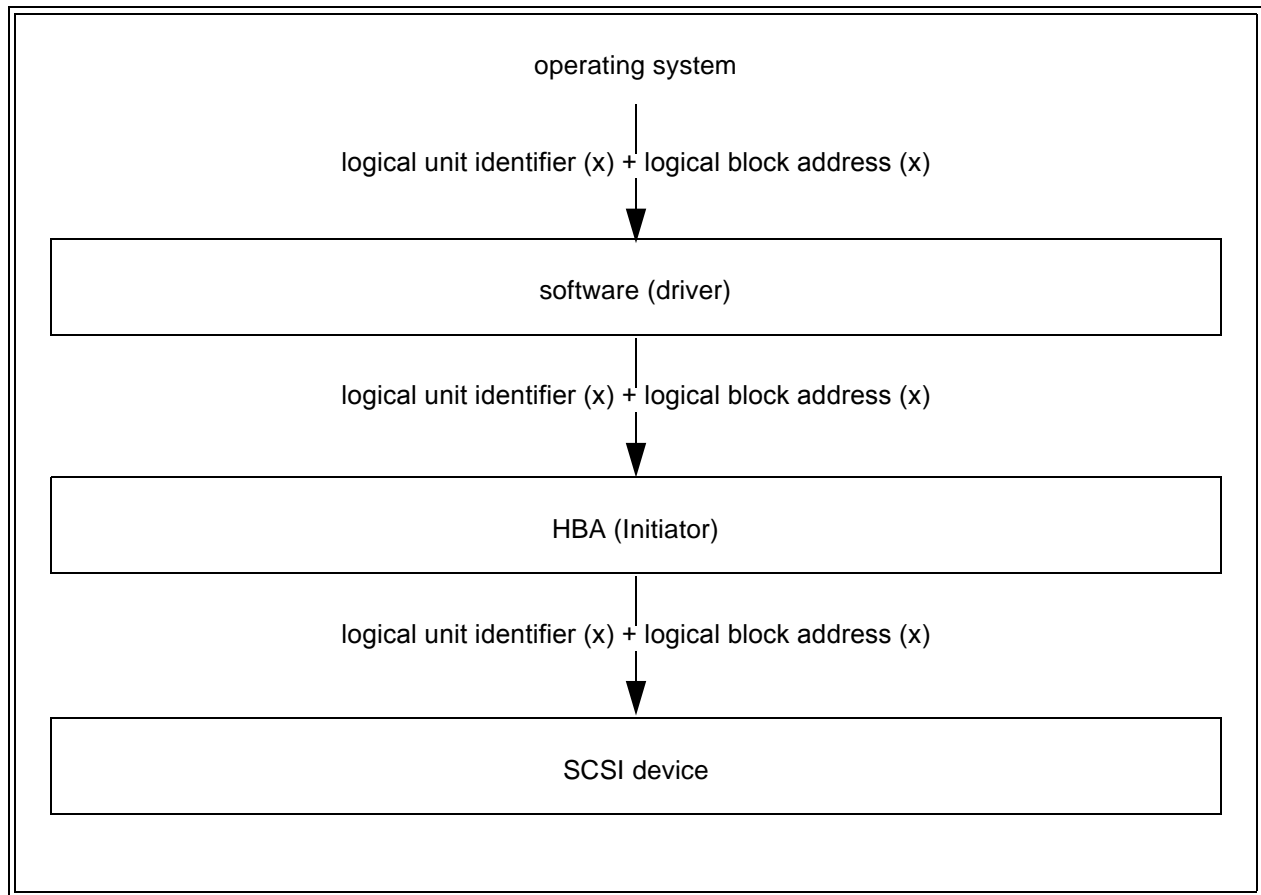 operating system
logical unit identifier (x) + logical block address (x)
software (driver)
logical unit identifier (x) + logical block address (x)
HBA (Initiator)
logical unit identifier (x) + logical block address (x)
SCSI device